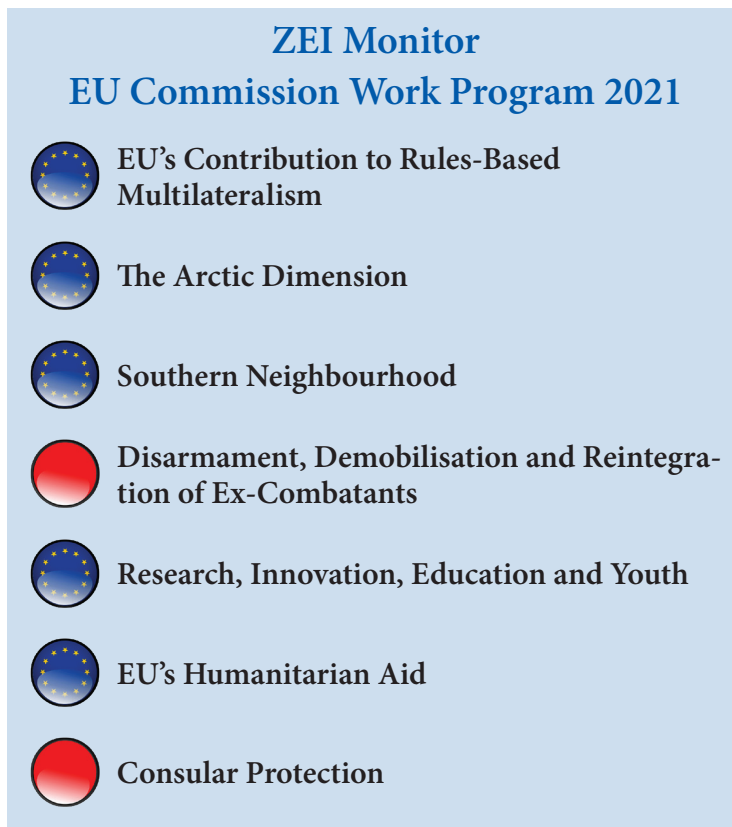 ZEI Monitor
EU Commission Work Program 2021
EU’s Contribution to Rules-Based
Multilateralism
The Arctic Dimension
Southern Neighbourhood
Disarmament, Demobilisation and Reintegra-
tion of Ex-Combatants
Research, Innovation, Education and Youth
EU’s Humanitarian Aid
Consular Protection